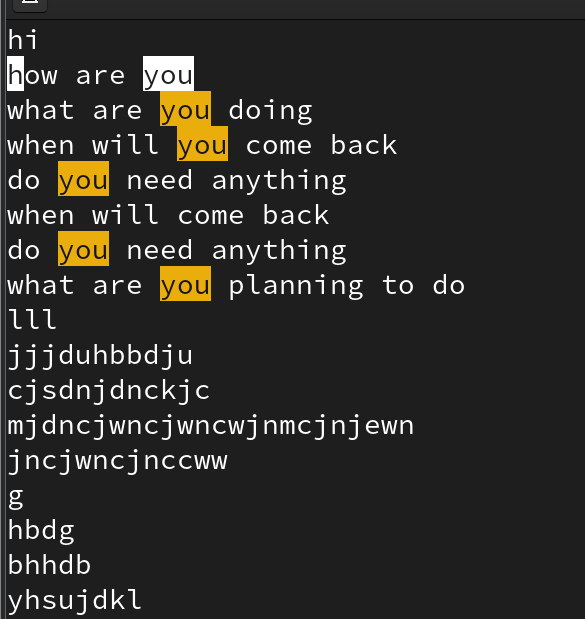 hi
how are you
what are you doing
when will you come back
do you need anything
when will come back
do you need anything
what are you planning to do
lll
jjjduhbbdju
cjsdnjdnckjc
mjdncjwncjwncwjnmcjnjewn
jncjwncjnccww
g
hbdg
bhhdb
yhsujdkl